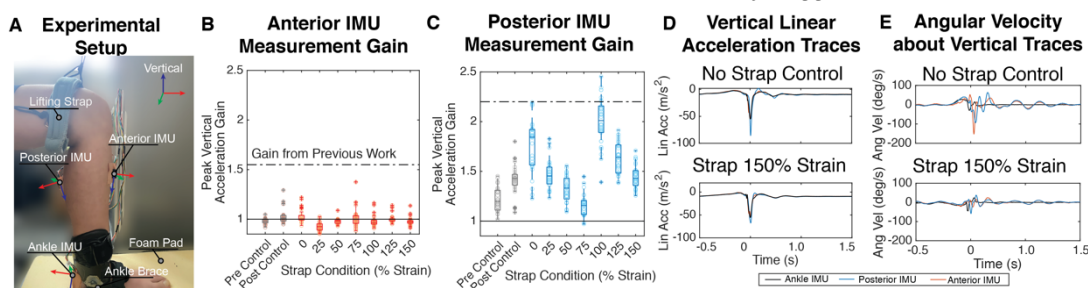 A Experimental
Setup
Vertical
Lifting Strap
Anterior IMU
Posterior IMU
Ankle IMU
Foam Pad
Ankle Brace
B Anterior IMU
Measurement Gain
Peak Vertical
Acceleration Gain
2.5
2
1.5
1
Gain from Previous Work
Pre Control
Post Control
0
25
50
75
100
125
150
Strap Condition (% Strain)
C Posterior IMU
Measurement Gain
Peak Vertical
Acceleration Gain
2.5
2
1.5
1
Pre Control
Post Control
0
25
50
75
100
125
150
Strap Condition (% Strain)
D Vertical Linear
Acceleration Traces
No Strap Control
Lin Acc (m/s²)
0
-50
-100
Strap 150% Strain
Lin Acc (m/s²)
0
-50
-100
-0.5 0 0.5 1 1.5
Time (s)
E Angular Velocity
about Vertical Traces
No Strap Control
Ang Vel (deg/s)
100
0
-100
-200
Strap 150% Strain
Ang Vel (deg/s)
100
0
-100
-200
-0.5 0 0.5 1.0 1.5
Time (s)
Ankle IMU Posterior IMU Anterior IMU